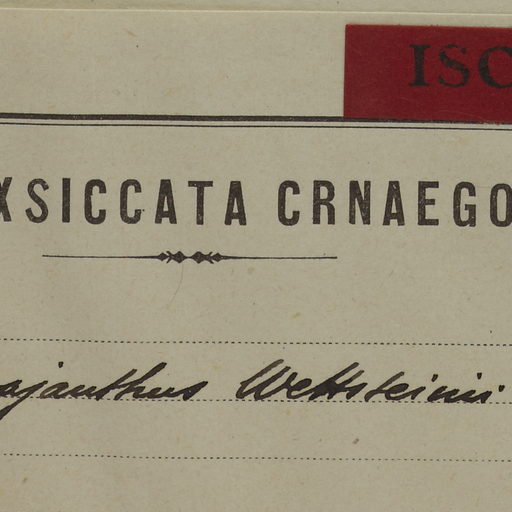 ISC
XSICCATA CRNAEGO
ajanthus Wettsteinii